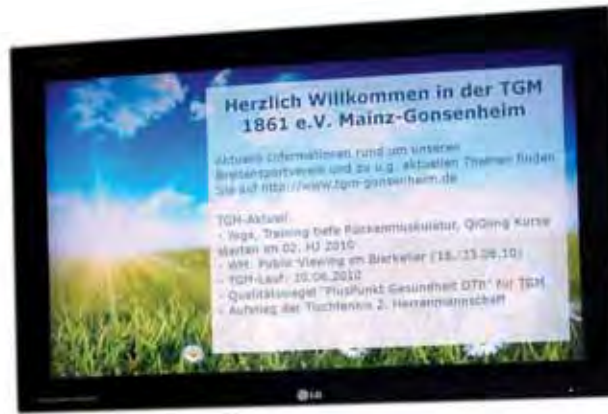 Herzlich Willkommen in der TGM
1861 e.V. Mainz-Gonsenheim
Aktuelle Informationen rund um unseren
Breitensportverein und zu u.g. aktuellen Themen finden
Sie auf http://www.tgm-gonsenheim.de
TGM-Aktuell
- Yoga, Training tiefe Rückenmuskulatur, QiGong Kurse
starten im 02. HJ 2010
- WM: Public Viewing im Bierkeller (18./23.06.10)
- TGM-Lauf: 20.06.2010
- Qualitätssiegel "Pluspunkt Gesundheit DTB" für TGM
- Aufstieg der Tischtennis 2. Herrenmannschaft
LG